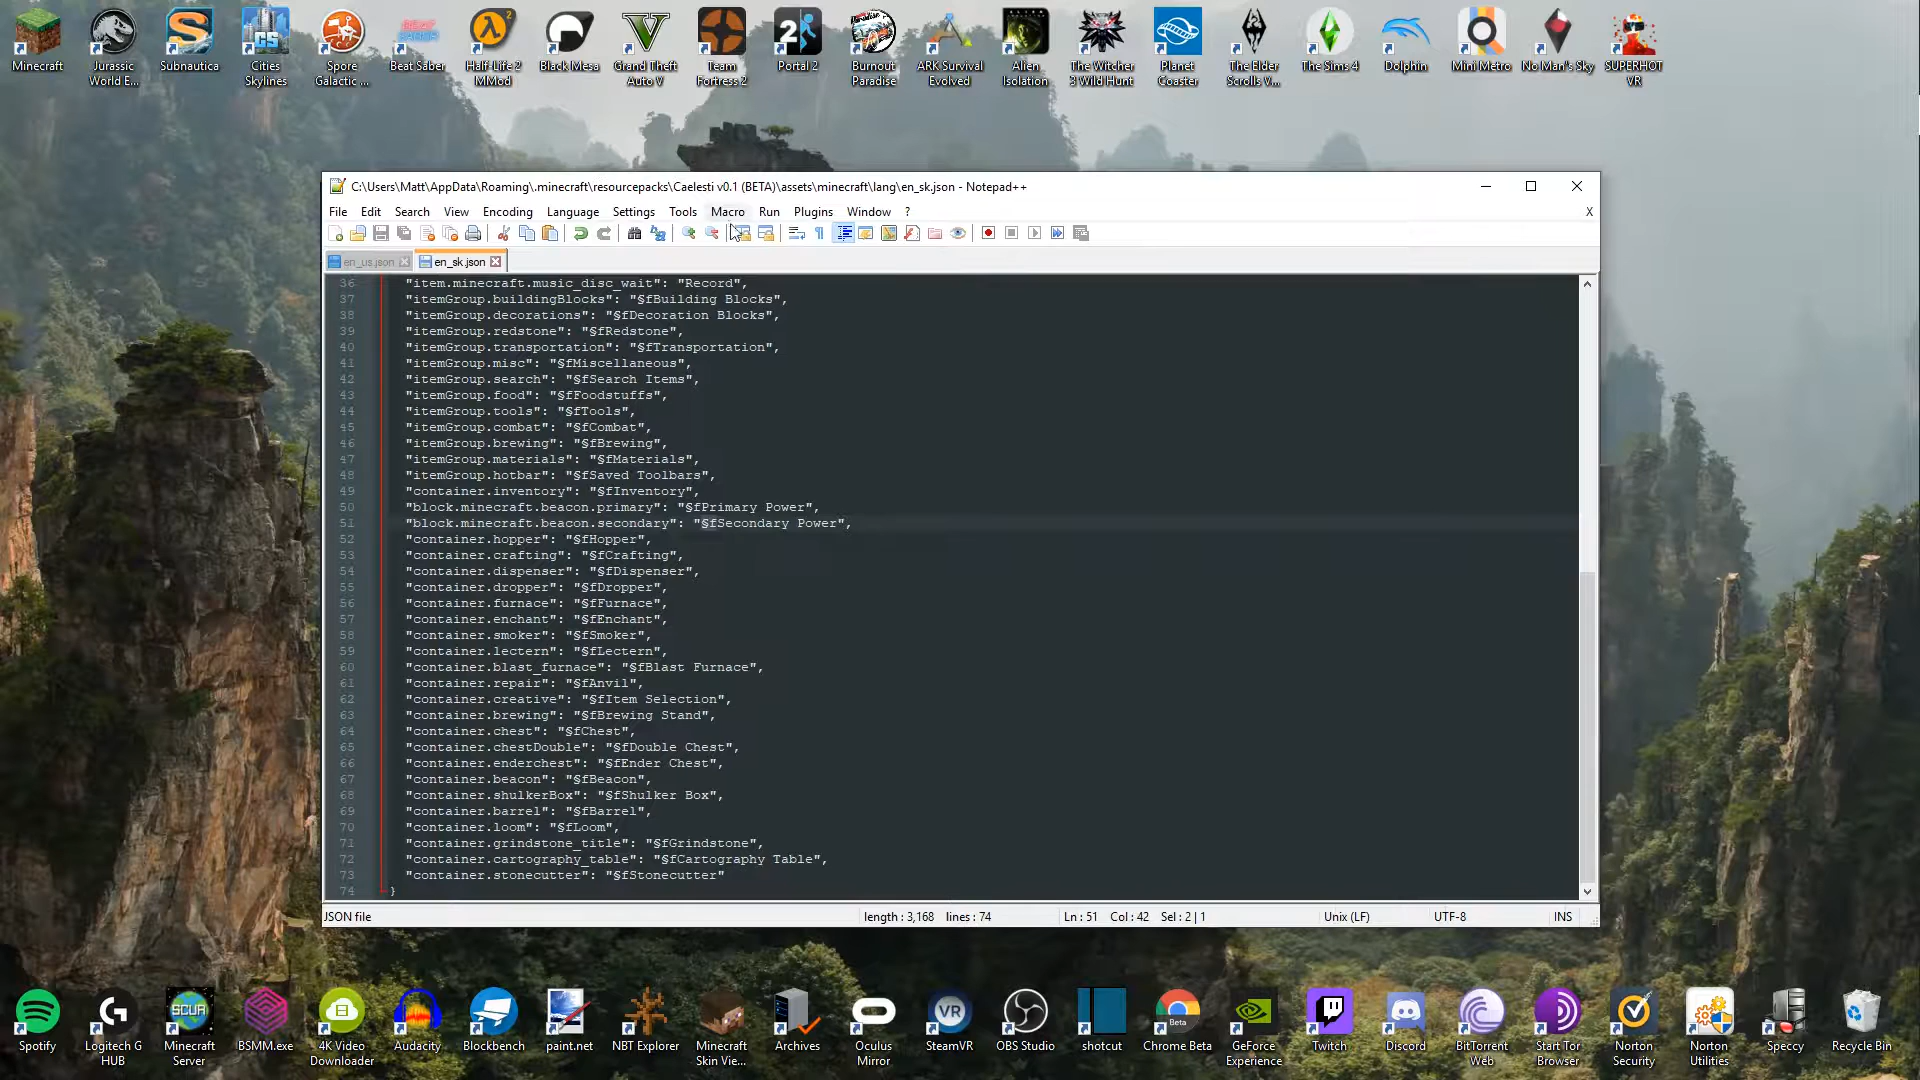 Minecraft
Jurassic World E...
Subnautica
Cities Skylines
Spore Galactic ...
Beat Saber
Half-Life 2 MMod
Black Mesa
Grand Theft Auto V
Team Fortress 2
Portal 2
Burnout Paradise
ARK Survival Evolved
Alien Isolation
The Witcher 3 Wild Hunt
Planet Coaster
The Elder Scrolls V...
The Sims 4
Dolphin
Mini Metro
No Man's Sky
SUPERHOT VR
C:\Users\Matt\AppData\Roaming\.minecraft\resourcepacks\Caelesti v0.1 (BETA)\assets\minecraft\lang\en_sk.json - Notepad++
File Edit Search View Encoding Language Settings Tools Macro Run Plugins Window ? X
en_us.json en_sk.json
36 "item.minecraft.music_disc_wait": "Record",
37 "itemGroup.buildingBlocks": "§fBuilding Blocks",
38 "itemGroup.decorations": "§fDecoration Blocks",
39 "itemGroup.redstone": "§fRedstone",
40 "itemGroup.transportation": "§fTransportation",
41 "itemGroup.misc": "§fMiscellaneous",
42 "itemGroup.search": "§fSearch Items",
43 "itemGroup.food": "§fFoodstuffs",
44 "itemGroup.tools": "§fTools",
45 "itemGroup.combat": "§fCombat",
46 "itemGroup.brewing": "§fBrewing",
47 "itemGroup.materials": "§fMaterials",
48 "itemGroup.hotbar": "§fSaved Toolbars",
49 "container.inventory": "§fInventory",
50 "block.minecraft.beacon.primary": "§fPrimary Power",
51 "block.minecraft.beacon.secondary": "§fSecondary Power",
52 "container.hopper": "§fHopper",
53 "container.crafting": "§fCrafting",
54 "container.dispenser": "§fDispenser",
55 "container.dropper": "§fDropper",
56 "container.furnace": "§fFurnace",
57 "container.enchant": "§fEnchant",
58 "container.smoker": "§fSmoker",
59 "container.lectern": "§fLectern",
60 "container.blast_furnace": "§fBlast Furnace",
61 "container.repair": "§fAnvil",
62 "container.creative": "§fItem Selection",
63 "container.brewing": "§fBrewing Stand",
64 "container.chest": "§fChest",
65 "container.chestDouble": "§fDouble Chest",
66 "container.enderchest": "§fEnder Chest",
67 "container.beacon": "§fBeacon",
68 "container.shulkerBox": "§fShulker Box",
69 "container.barrel": "§fBarrel",
70 "container.loom": "§fLoom",
71 "container.grindstone_title": "§fGrindstone",
72 "container.cartography_table": "§fCartography Table",
73 "container.stonecutter": "§fStonecutter"
74 }
JSON file length : 3,168 lines : 74 Ln : 51 Col : 42 Sel : 2 | 1 Unix (LF) UTF-8 INS
Spotify
Logitech G HUB
Minecraft Server
BSMM.exe
4K Video Downloader
Audacity
Blockbench
paint.net
NBT Explorer
Minecraft Skin Vie...
Archives
Oculus Mirror
SteamVR
OBS Studio
shotcut
Chrome Beta
GeForce Experience
Twitch
Discord
BitTorrent Web
Start Tor Browser
Norton Security
Norton Utilities
Speccy
Recycle Bin